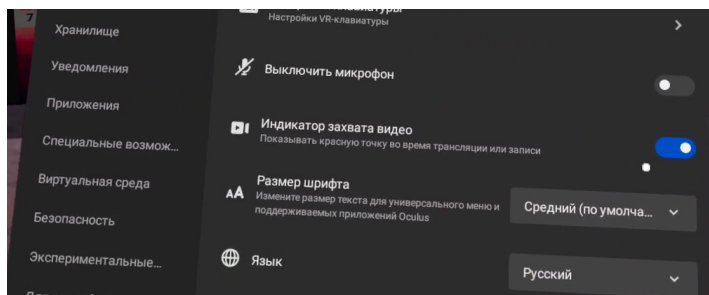 7
Хранилище
Уведомления
Приложения
Специальные возмож...
Виртуальная среда
Безопасность
Экспериментальные...
Настройки VR-клавиатуры
Выключить микрофон
Индикатор захвата видео
Показывать красную точку во время трансляции или записи
Размер шрифта
Измените размер текста для универсального меню и
поддерживаемых приложений Oculus
Средний (по умолча...
Язык
Русский